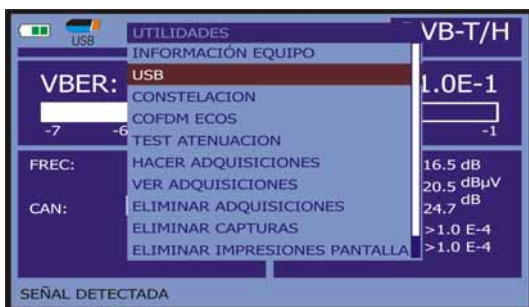 USB
UTILIDADES
VB-T/H
INFORMACIÓN EQUIPO
USB
CONSTELACION
COFDM ECOS
TEST ATENUACION
HACER ADQUISICIONES
VER ADQUISICIONES
ELIMINAR ADQUISICIONES
ELIMINAR CAPTURAS
ELIMINAR IMPRESIONES PANTALLA
VBER:
1.0E-1
-7 -6 -1
FREC:
16.5 dB
20.5 dBµV
CAN:
24.7 dB
>1.0 E-4
>1.0 E-4
SEÑAL DETECTADA